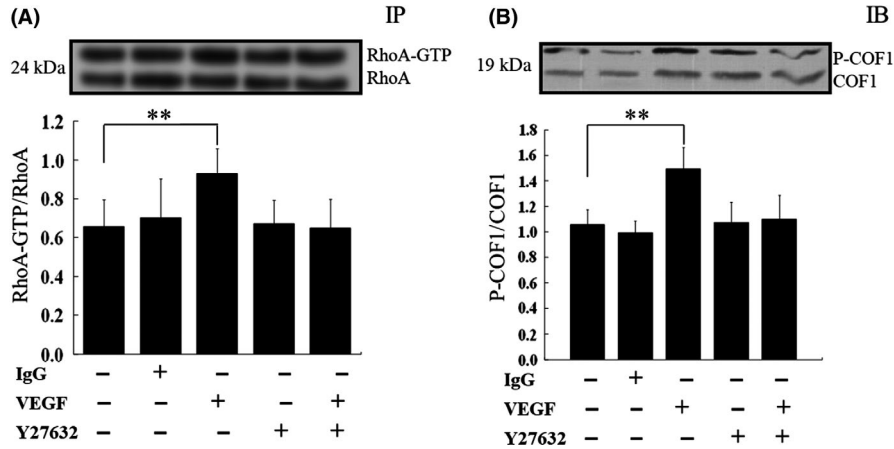 (A) IP
24 kDa
RhoA-GTP
RhoA
**
RhoA-GTP/RhoA
1.2
1.0
0.8
0.6
0.4
0.2
0.0
IgG – + – – –
VEGF – – + – +
Y27632 – – – + +
(B) IB
19 kDa
P-COF1
COF1
**
P-COF1/COF1
1.8
1.6
1.4
1.2
1.0
0.8
0.6
0.4
0.2
0.0
IgG – + – – –
VEGF – – + – +
Y27632 – – – + +